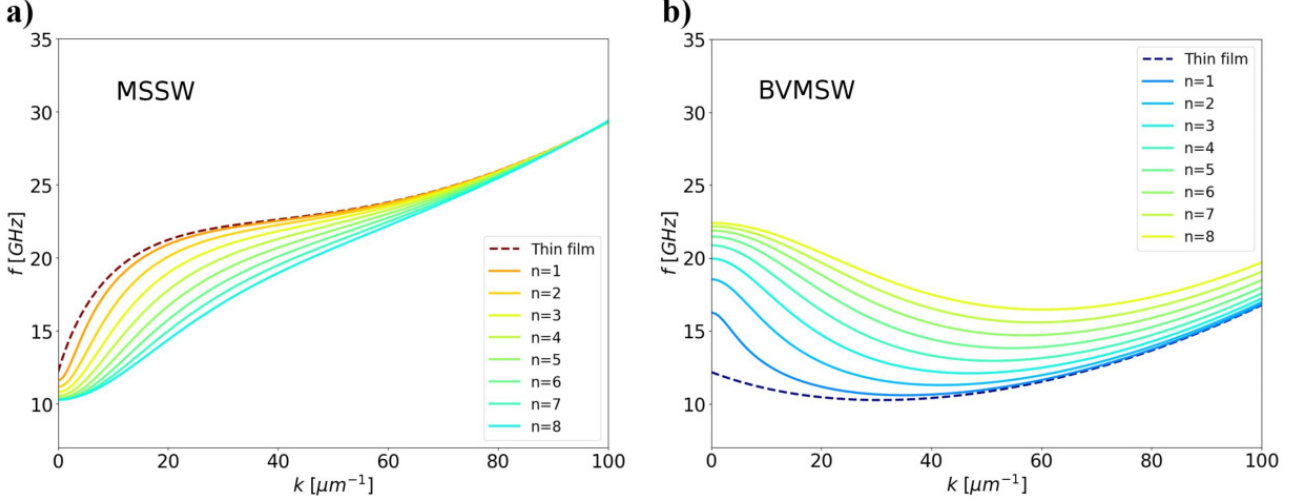 a)
35
30
25
20
15
10
f [GHz]
MSSW
Thin film
n=1
n=2
n=3
n=4
n=5
n=6
n=7
n=8
0 20 40 60 80 100
k [μm⁻¹]
b)
35
30
25
20
15
10
f [GHz]
BVMSW
Thin film
n=1
n=2
n=3
n=4
n=5
n=6
n=7
n=8
0 20 40 60 80 100
k [μm⁻¹]